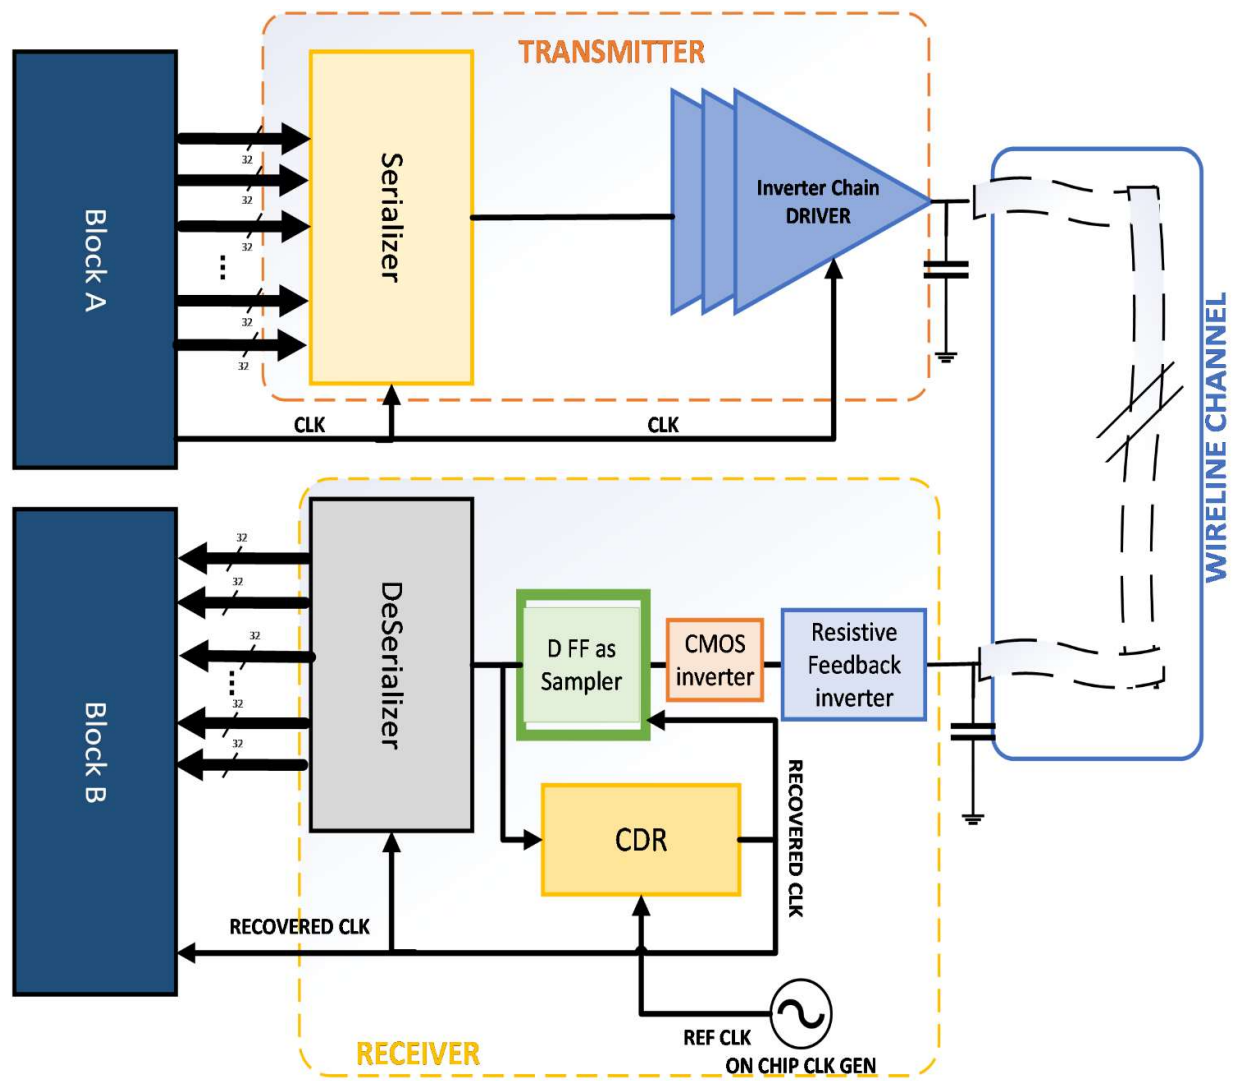 TRANSMITTER
Block A
32
32
32
...
32
32
Serializer
Inverter Chain
DRIVER
CLK
CLK
WIRELINE CHANNEL
Block B
32
32
32
...
32
32
DeSerializer
D FF as
Sampler
CMOS
inverter
Resistive
Feedback
inverter
CDR
RECOVERED CLK
RECOVERED CLK
REF CLK
ON CHIP CLK GEN
RECEIVER